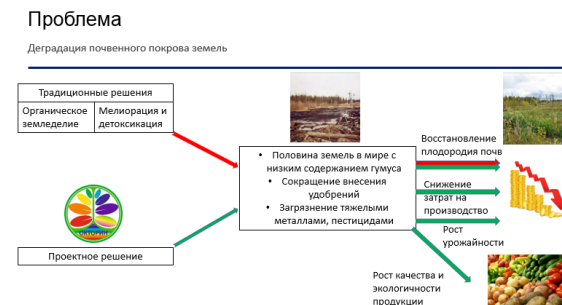 Проблема
Деградация почвенного покрова земель
Традиционные решения
Органическое
земледелие
Мелиорация и
детоксикация
Проектное решение
• Половина земель в мире с
низким содержанием гумуса
• Сокращение внесения
удобрений
• Загрязнение тяжелыми
металлами, пестицидами
Восстановление
плодородия почв
Снижение
затрат на
производство
Рост
урожайности
Рост качества и
экологичности
продукции